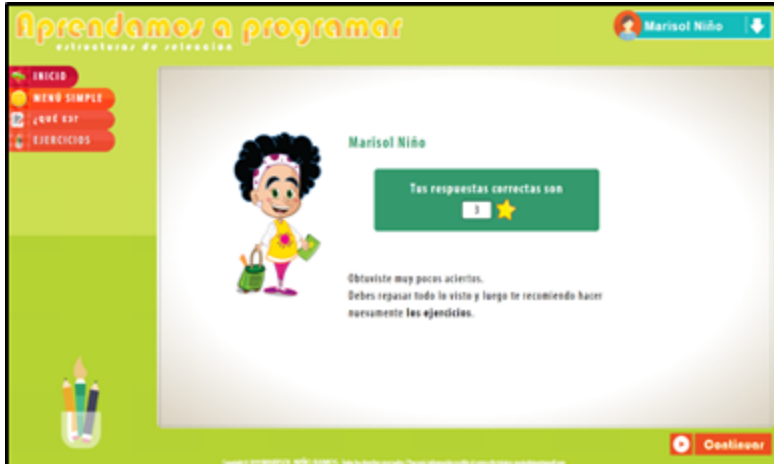 Aprendamos a programar
estructuras de selección
Marisol Niño
INICIO
MENÚ SIMPLE
¿QUÉ ES?
EJERCICIOS
Marisol Niño
Tus respuestas correctas son
3
Obtuviste muy pocos aciertos.
Debes repasar todo lo visto y luego te recomiendo hacer
nuevamente los ejercicios.
Continuar